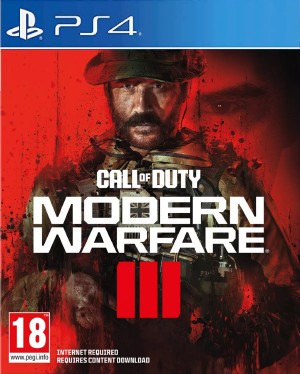 PS4
CALL OF DUTY
MODERN
WARFARE
III
18
www.pegi.info
INTERNET REQUIRED
REQUIRES CONTENT DOWNLOAD